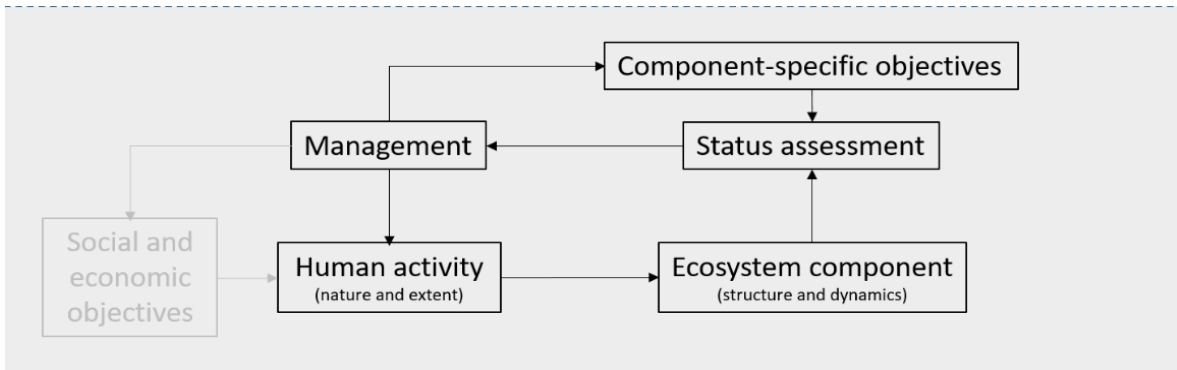 Component-specific objectives
Management
Status assessment
Social and
economic
objectives
Human activity
(nature and extent)
Ecosystem component
(structure and dynamics)